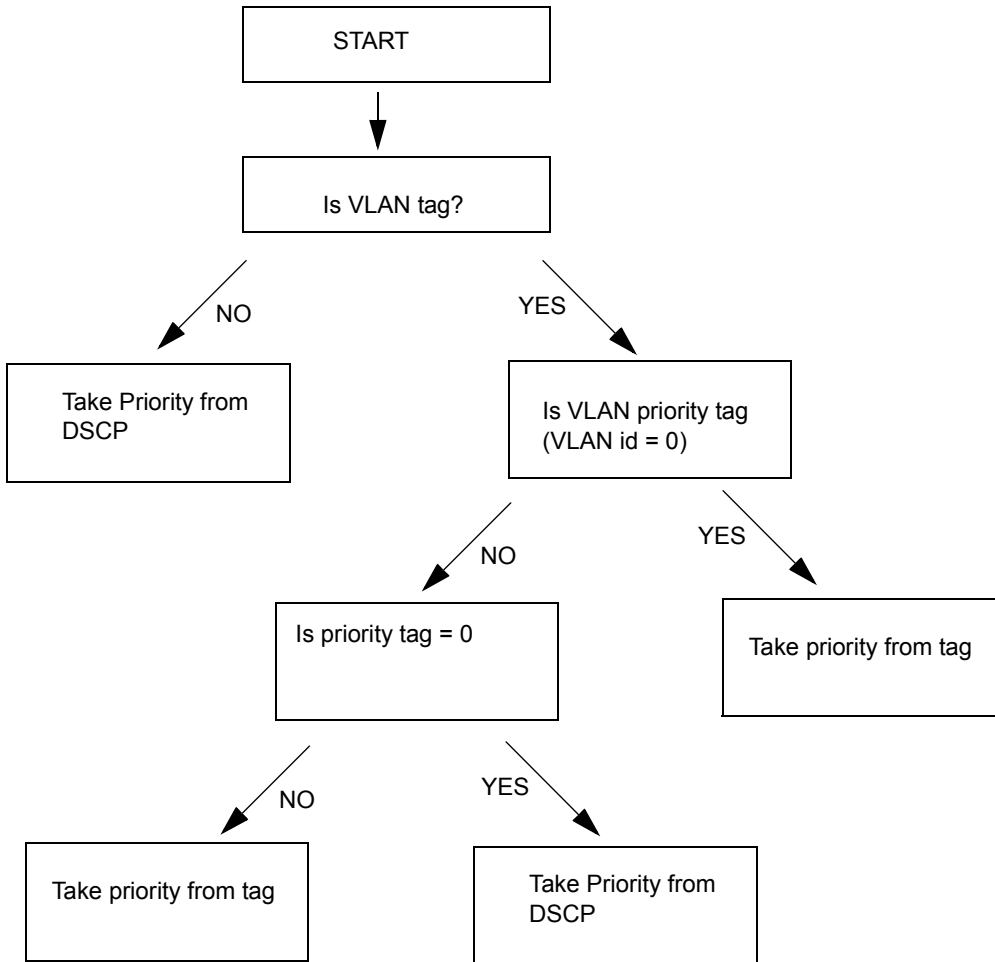 START
Is VLAN tag?
NO
YES
Take Priority from
DSCP
Is VLAN priority tag
(VLAN id = 0)
NO
YES
Is priority tag = 0
Take priority from tag
NO
YES
Take priority from tag
Take Priority from
DSCP